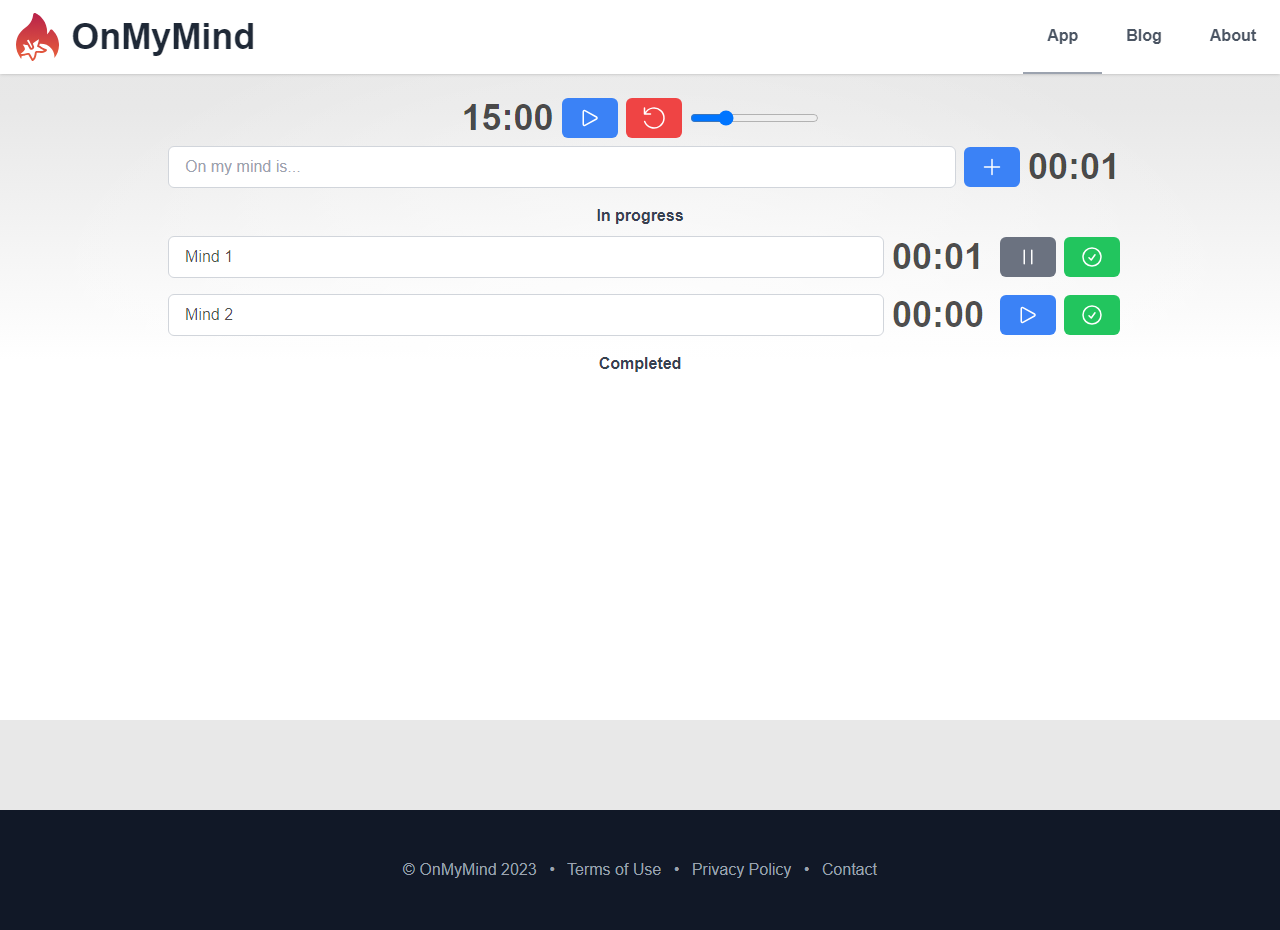 OnMyMind
App Blog About
15:00
On my mind is... 00:01
In progress
Mind 1 00:01
Mind 2 00:00
Completed
© OnMyMind 2023 • Terms of Use • Privacy Policy • Contact